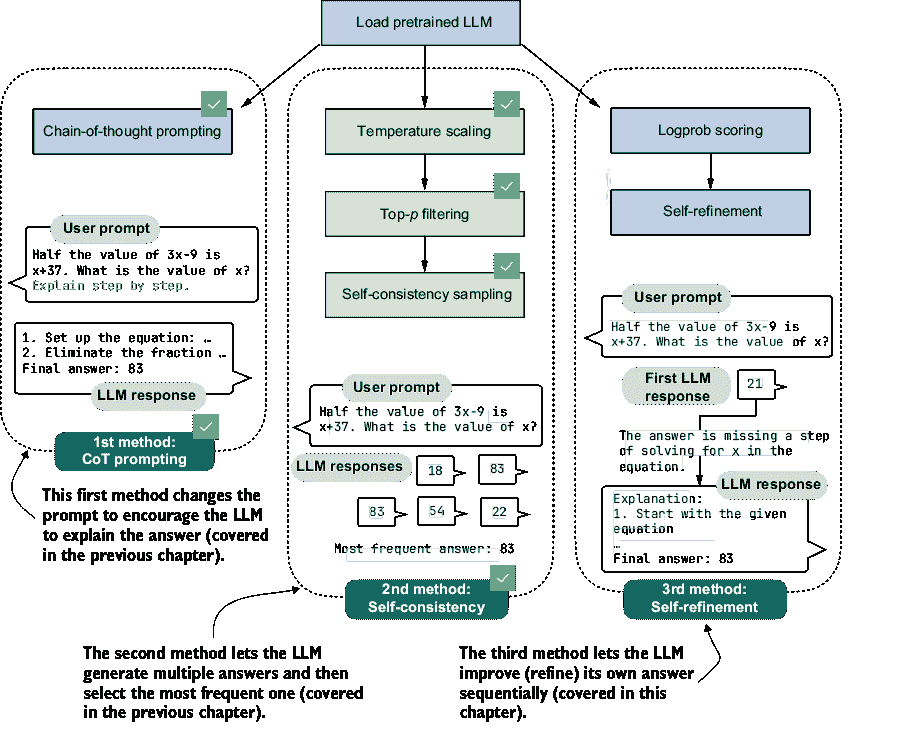 Load pretrained LLM
Chain-of-thought prompting
User prompt
Half the value of 3x-9 is
x+37. What is the value of x?
Explain step by step.
1. Set up the equation: …
2. Eliminate the fraction …
Final answer: 83
LLM response
1st method:
CoT prompting
This first method changes the
prompt to encourage the LLM
to explain the answer (covered
in the previous chapter).
Temperature scaling
Top-p filtering
Self-consistency sampling
User prompt
Half the value of 3x-9 is
x+37. What is the value of x?
LLM responses
18
83
83
54
22
Most frequent answer: 83
2nd method:
Self-consistency
The second method lets the LLM
generate multiple answers and then
select the most frequent one (covered
in the previous chapter).
Logprob scoring
Self-refinement
User prompt
Half the value of 3x-9 is
x+37. What is the value of x?
First LLM
response
21
The answer is missing a step
of solving for x in the
equation.
LLM response
Explanation:
1. Start with the given
equation
…
Final answer: 83
3rd method:
Self-refinement
The third method lets the LLM
improve (refine) its own answer
sequentially (covered in this
chapter).